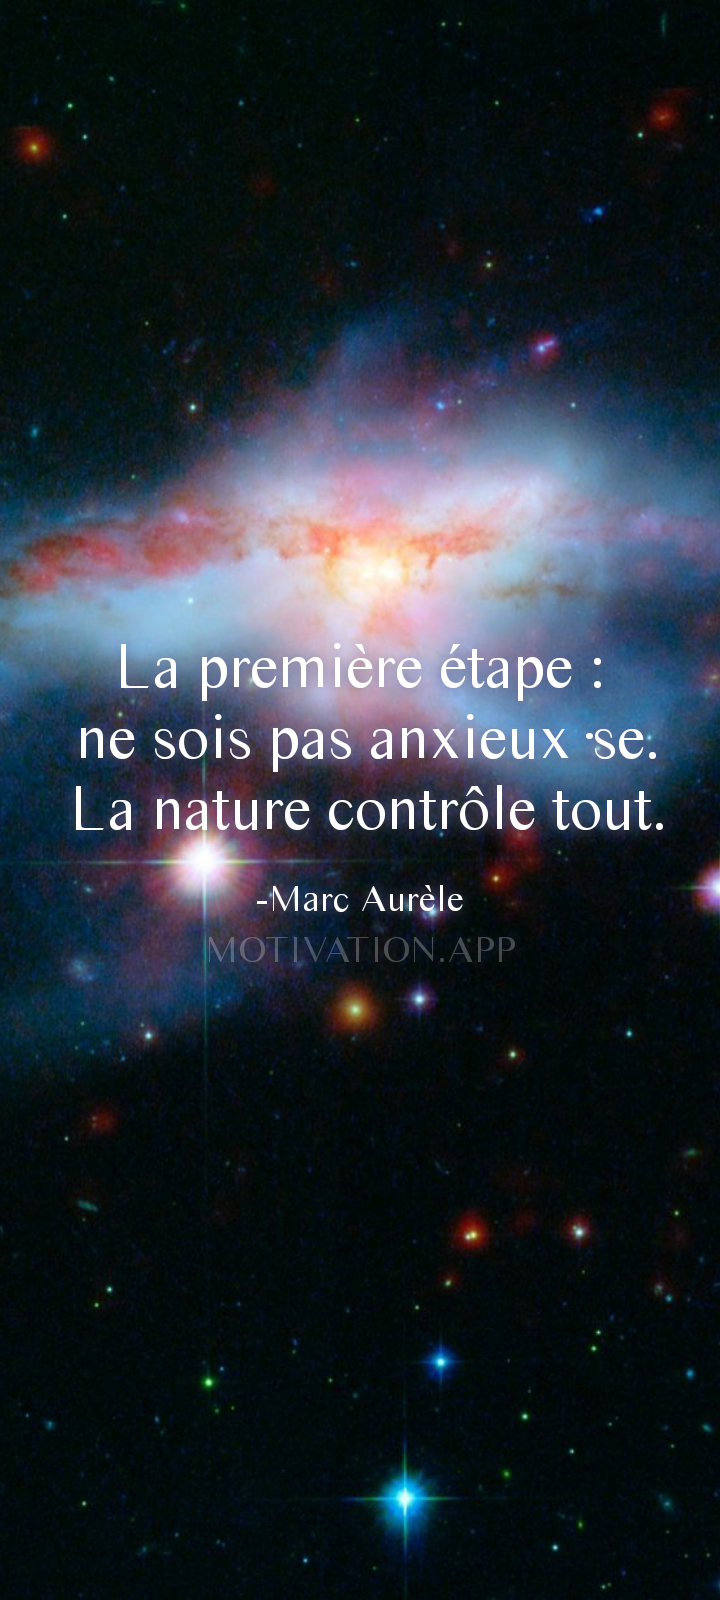 La première étape :
ne sois pas anxieux·se.
La nature contrôle tout.
-Marc Aurèle
MOTIVATION.APP